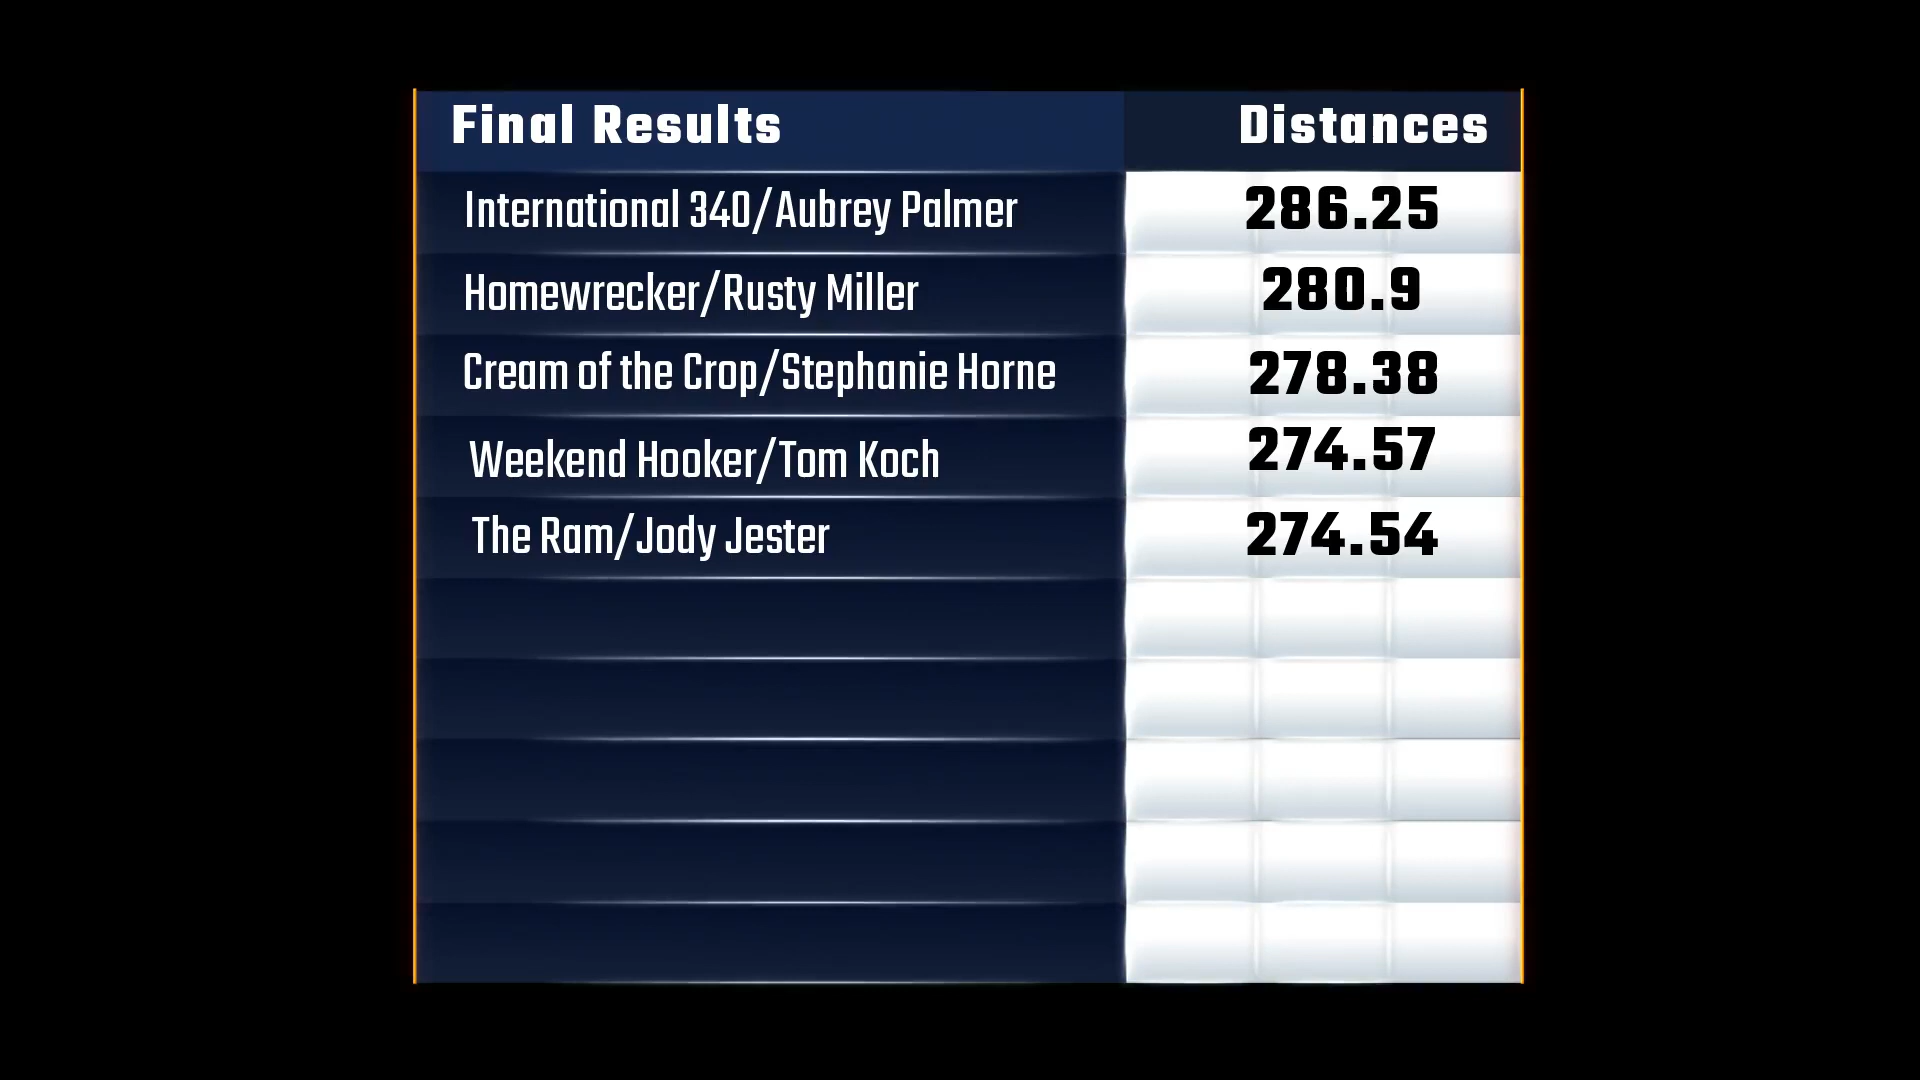 Final Results Distances
International 340/Aubrey Palmer 286.25
Homewrecker/Rusty Miller 280.9
Cream of the Crop/Stephanie Horne 278.38
Weekend Hooker/Tom Koch 274.57
The Ram/Jody Jester 274.54